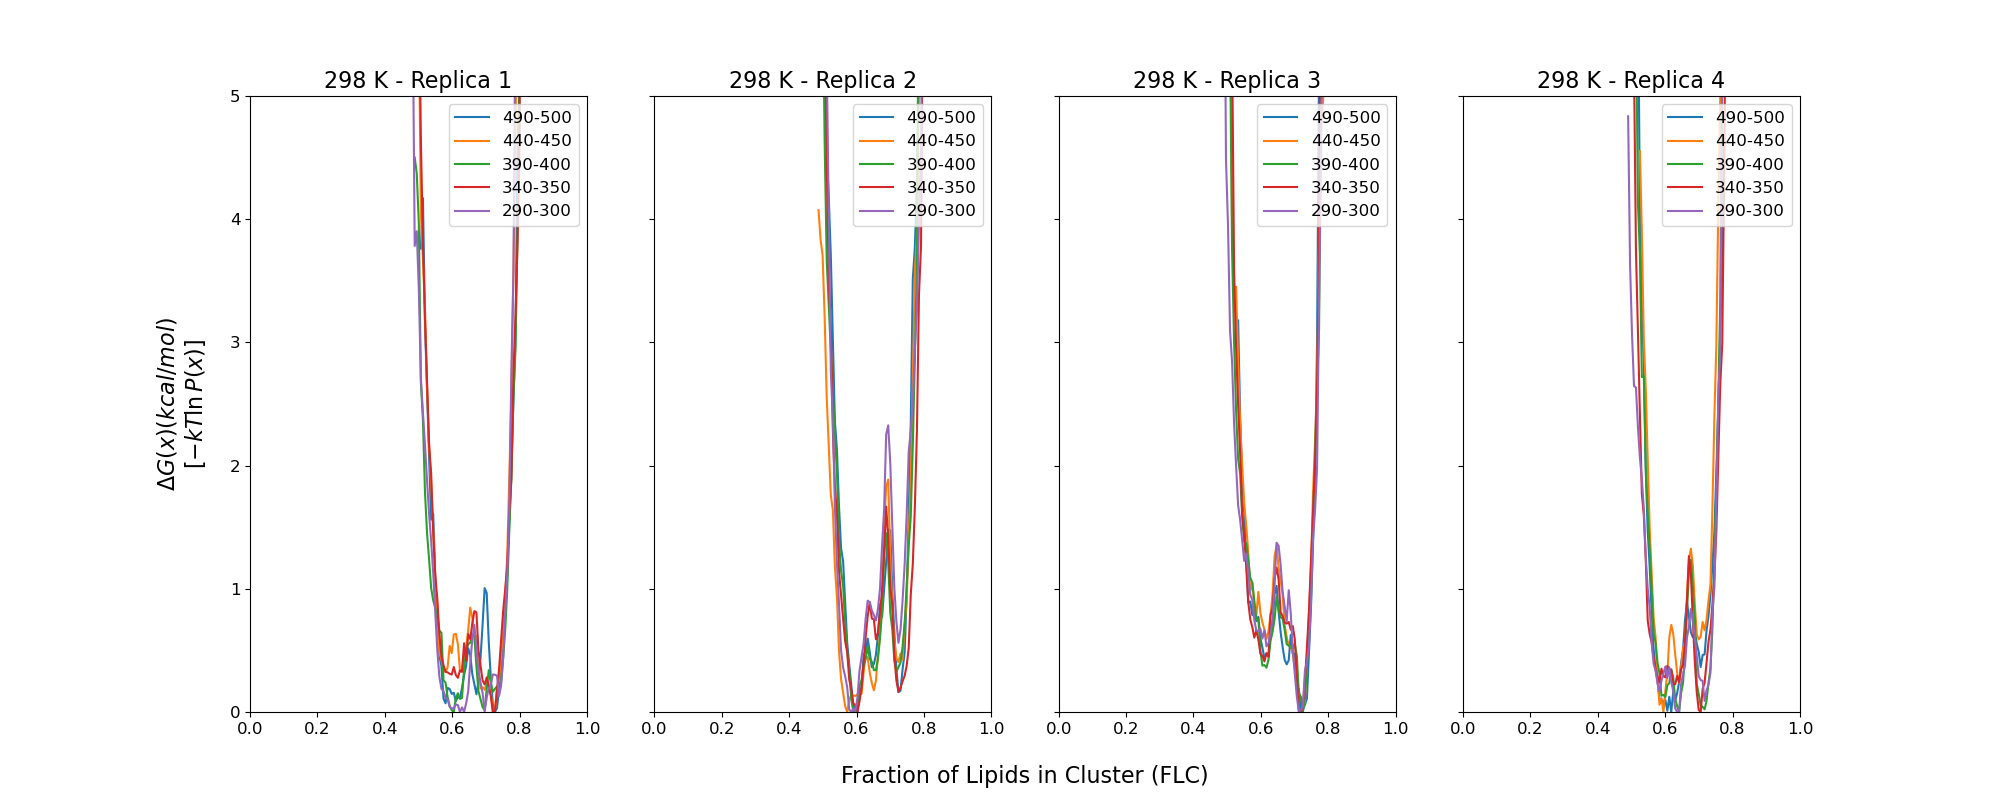 298 K - Replica 1
298 K - Replica 2
298 K - Replica 3
298 K - Replica 4
ΔG(x)(kcal/mol)
[−kTln P(x)]
5
4
3
2
1
0
490-500
440-450
390-400
340-350
290-300
490-500
440-450
390-400
340-350
290-300
490-500
440-450
390-400
340-350
290-300
490-500
440-450
390-400
340-350
290-300
0.0 0.2 0.4 0.6 0.8 1.0
0.0 0.2 0.4 0.6 0.8 1.0
0.0 0.2 0.4 0.6 0.8 1.0
0.0 0.2 0.4 0.6 0.8 1.0
Fraction of Lipids in Cluster (FLC)